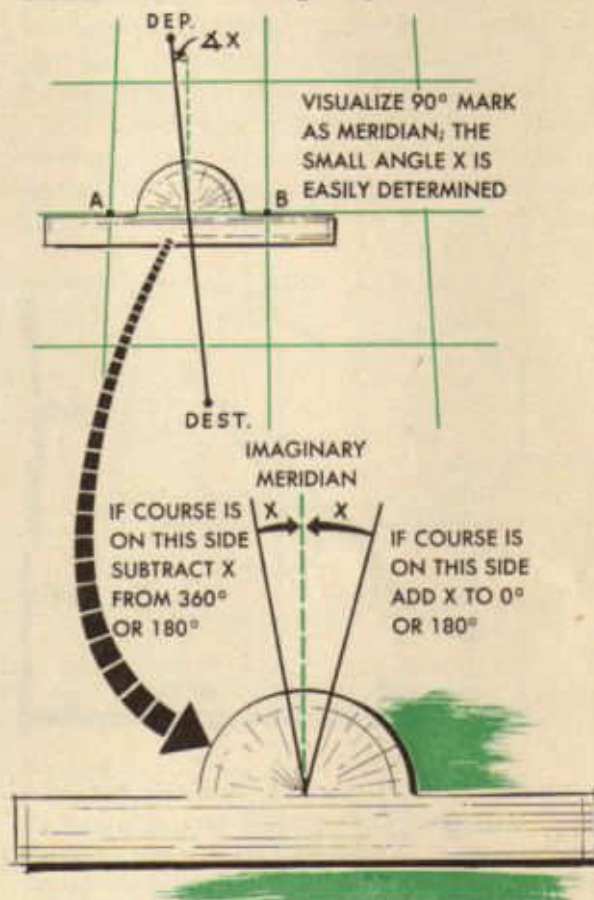 DEP.
∡X
VISUALIZE 90° MARK
AS MERIDIAN; THE
SMALL ANGLE X IS
EASILY DETERMINED
A
B
DEST.
IMAGINARY
MERIDIAN
X
X
IF COURSE IS
ON THIS SIDE
SUBTRACT X
FROM 360°
OR 180°
IF COURSE IS
ON THIS SIDE
ADD X TO 0°
OR 180°